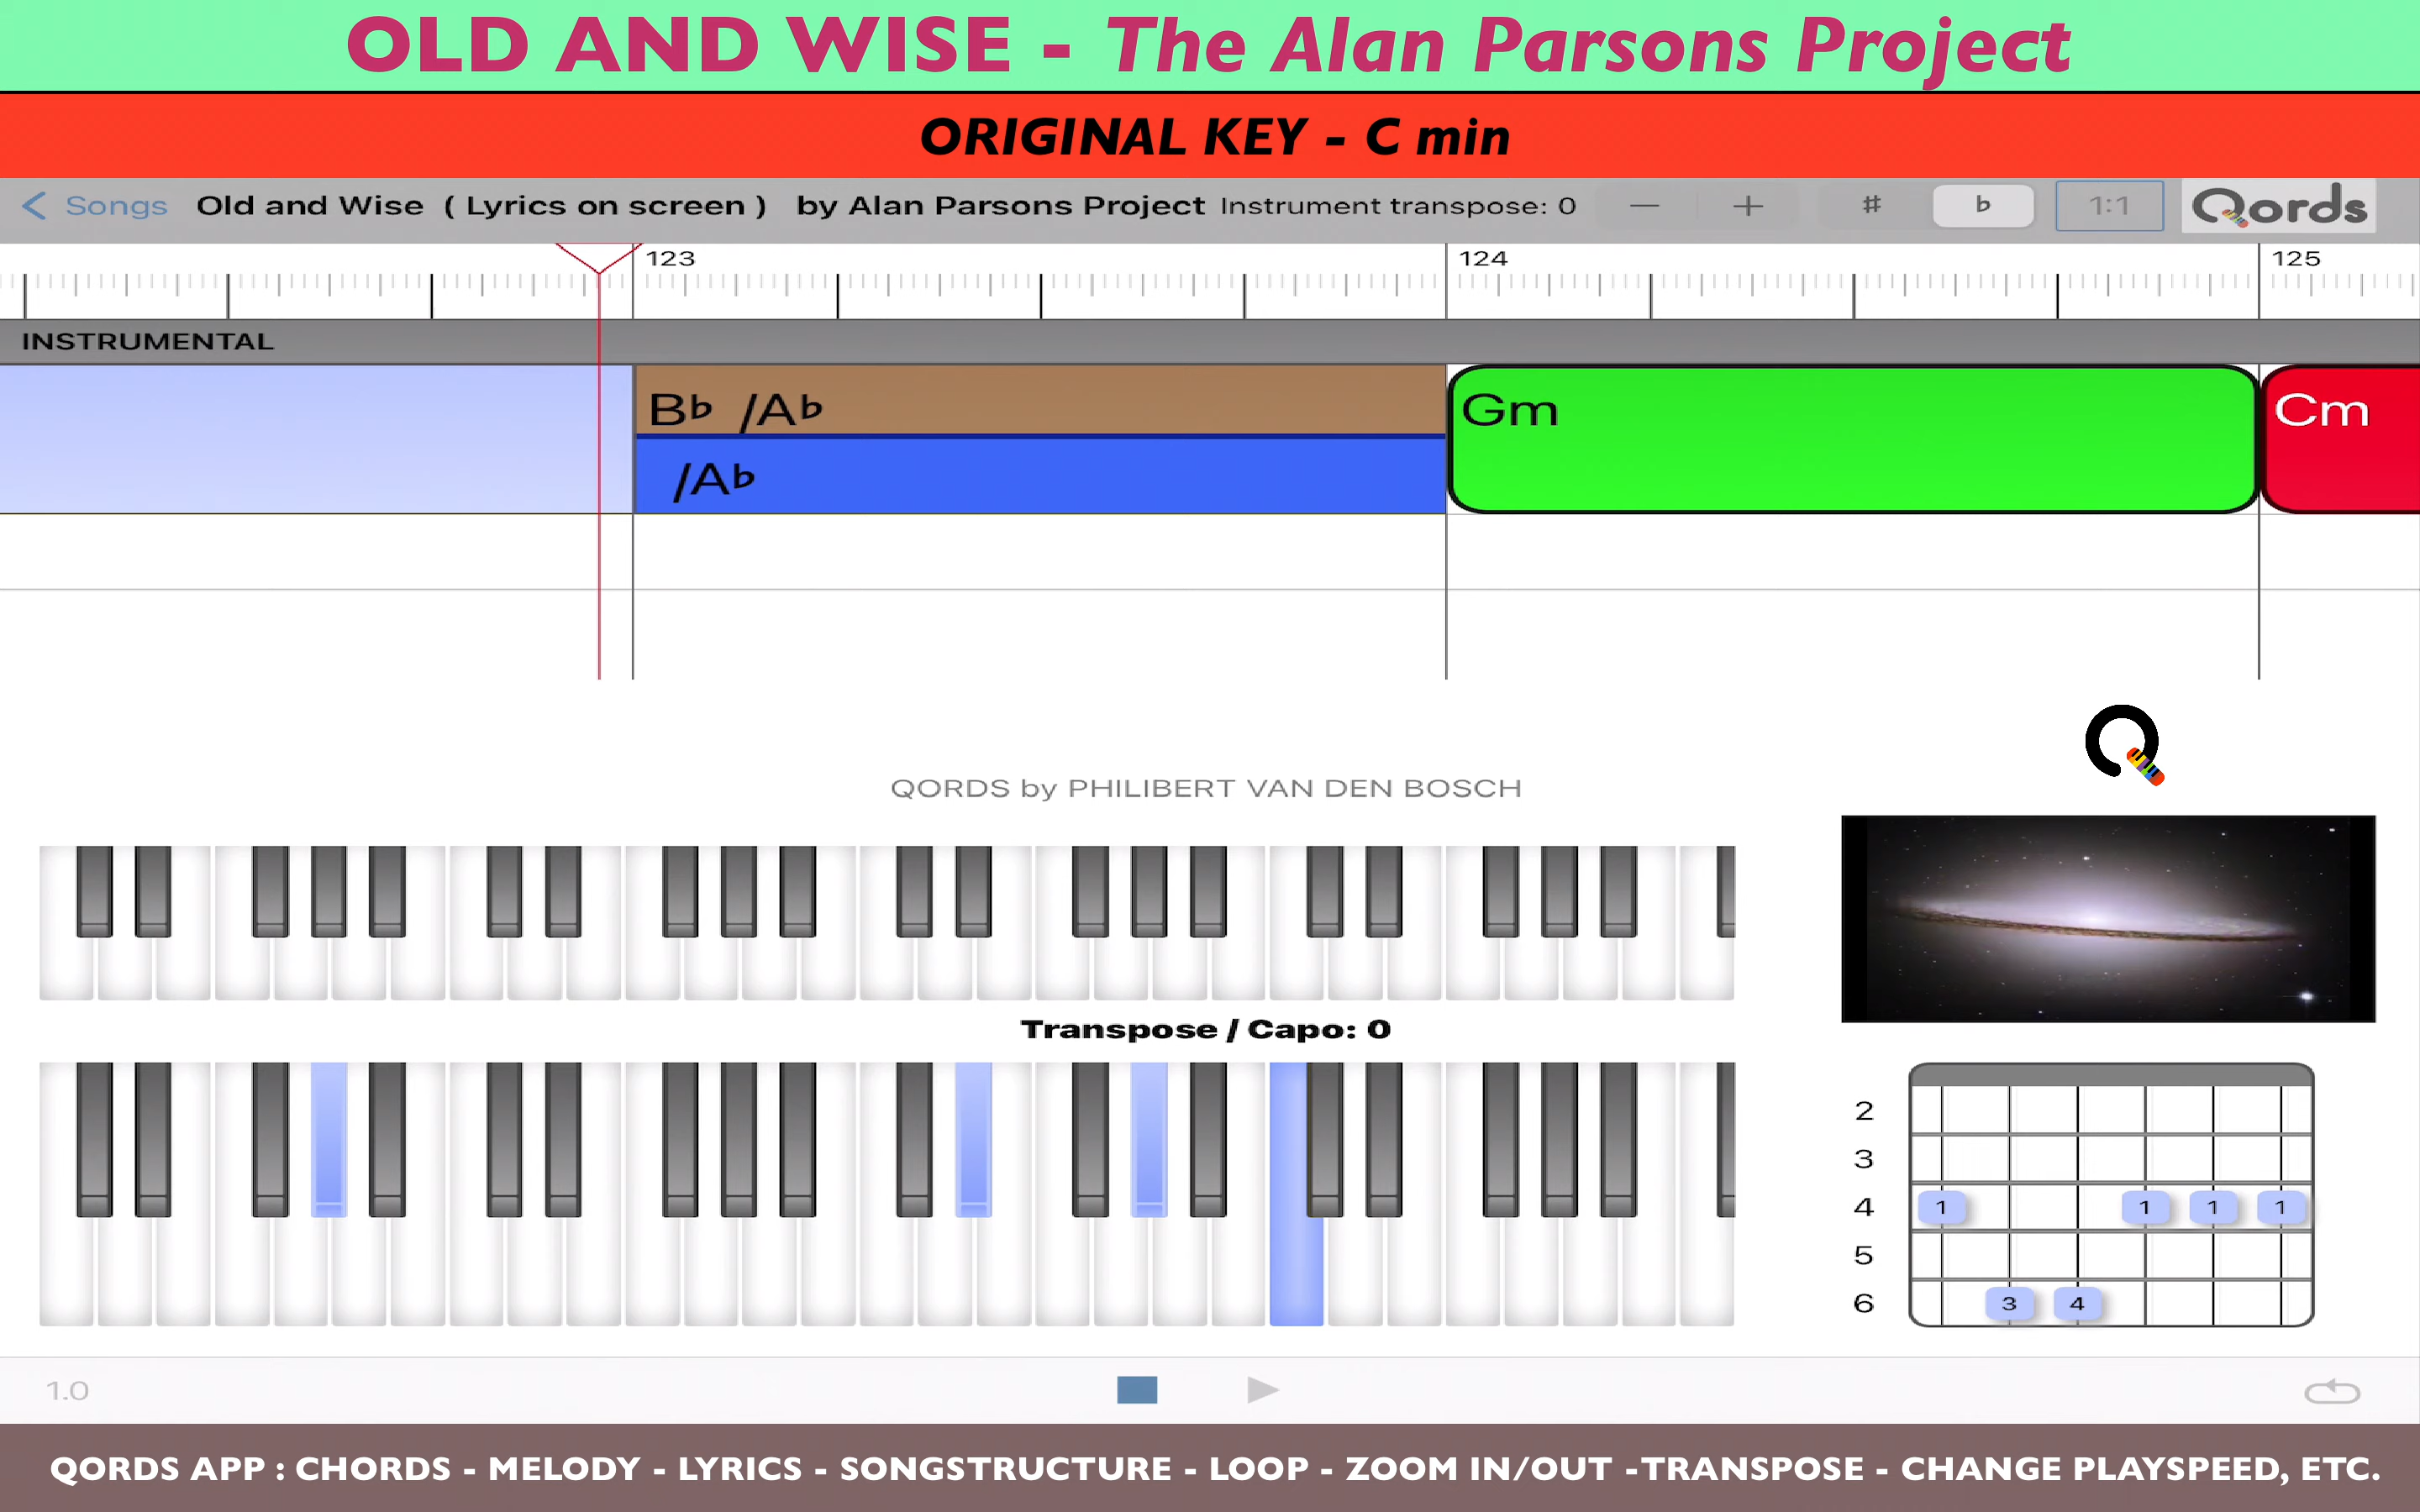 OLD AND WISE - The Alan Parsons Project
ORIGINAL KEY - C min
Songs Old and Wise ( Lyrics on screen ) by Alan Parsons Project Instrument transpose: 0 — + # b 1:1 Qords
123 124 125
INSTRUMENTAL
B♭ /A♭ Gm Cm
/A♭
QORDS by PHILIBERT VAN DEN BOSCH
Transpose / Capo: 0
2
3
4 1 1 1 1
5
6 3 4
1.0
QORDS APP : CHORDS - MELODY - LYRICS - SONGSTRUCTURE - LOOP - ZOOM IN/OUT -TRANSPOSE - CHANGE PLAYSPEED, ETC.